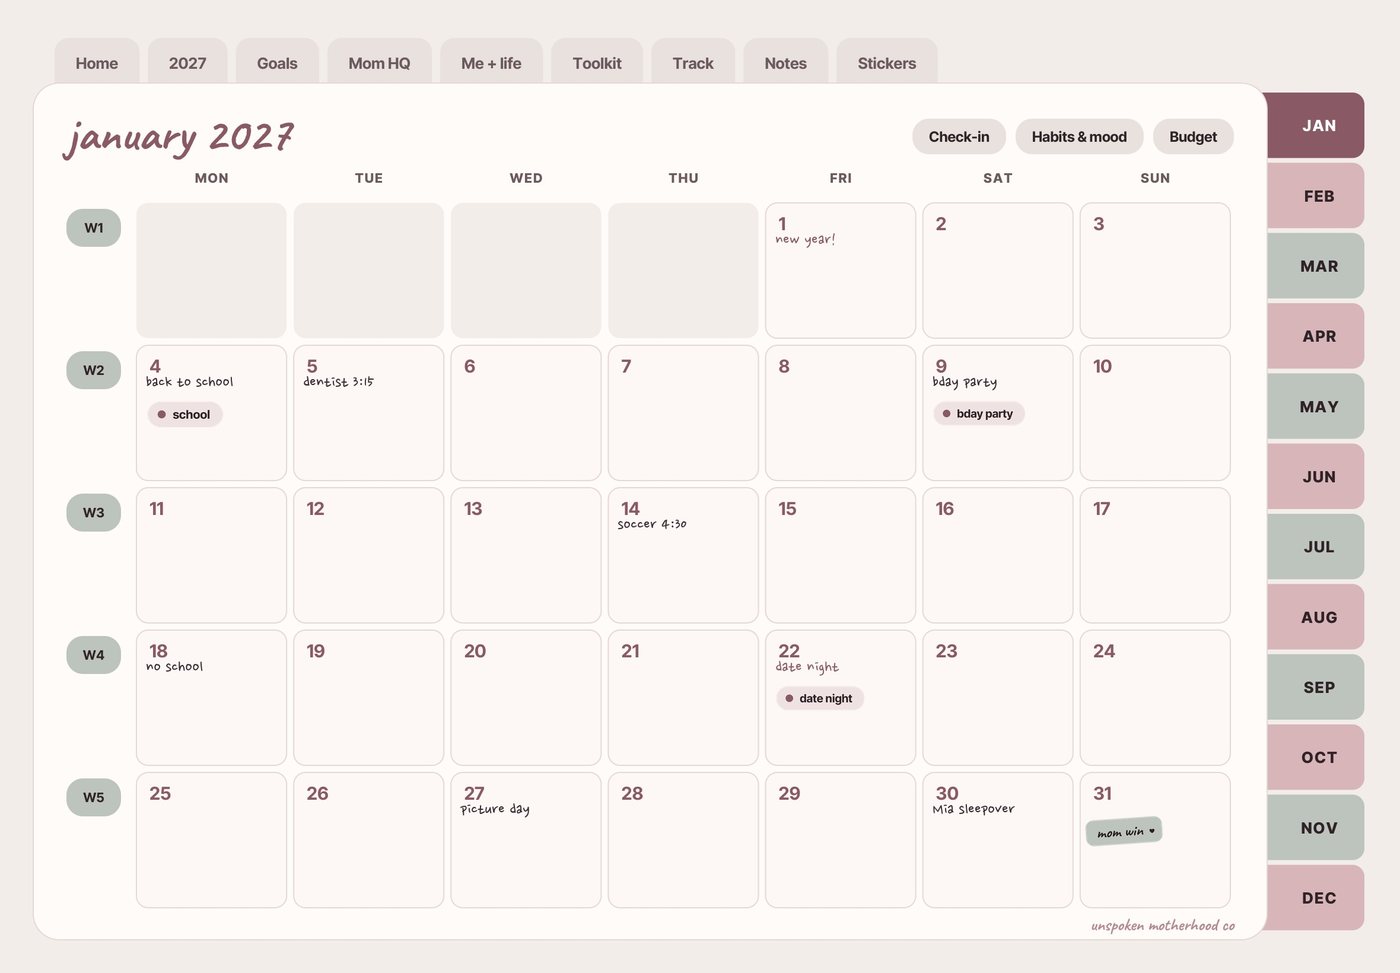 Home 2027 Goals Mom HQ Me + life Toolkit Track Notes Stickers
january 2027
Check-in Habits & mood Budget
MON TUE WED THU FRI SAT SUN
W1
1 2 3
new year!
W2
4 5 6 7 8 9 10
back to school dentist 3:15 bday party
school bday party
W3
11 12 13 14 15 16 17
soccer 4:30
W4
18 19 20 21 22 23 24
no school date night
date night
W5
25 26 27 28 29 30 31
picture day Mia sleepover
mom win ♥
unspoken motherhood co
JAN
FEB
MAR
APR
MAY
JUN
JUL
AUG
SEP
OCT
NOV
DEC